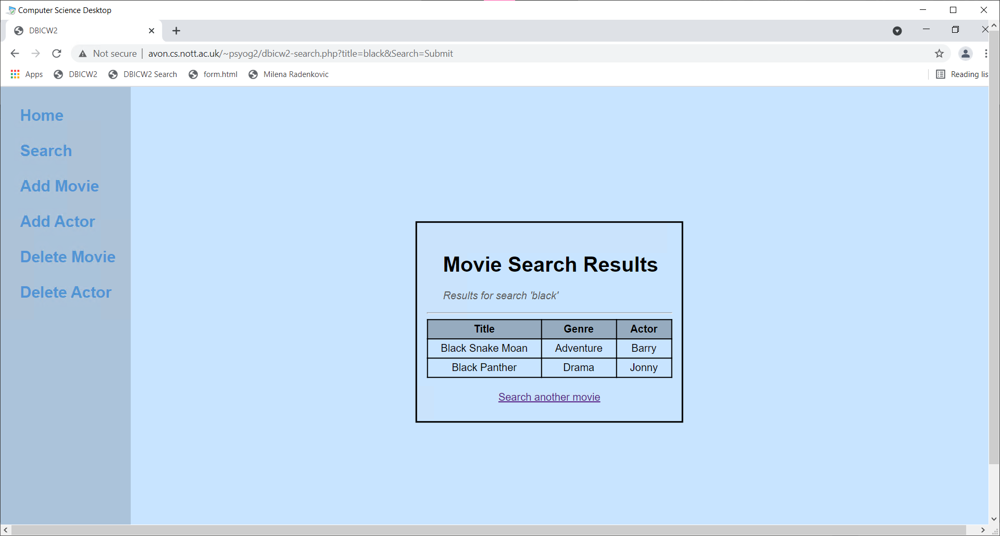 Computer Science Desktop
DBICW2
Not secure | avon.cs.nott.ac.uk/~psyog2/dbicw2-search.php?title=black&Search=Submit
Apps DBICW2 DBICW2 Search form.html Milena Radenkovic Reading lis
Home
Search
Add Movie
Add Actor
Delete Movie
Delete Actor
Movie Search Results
Results for search 'black'
Title Genre Actor
Black Snake Moan Adventure Barry
Black Panther Drama Jonny
Search another movie